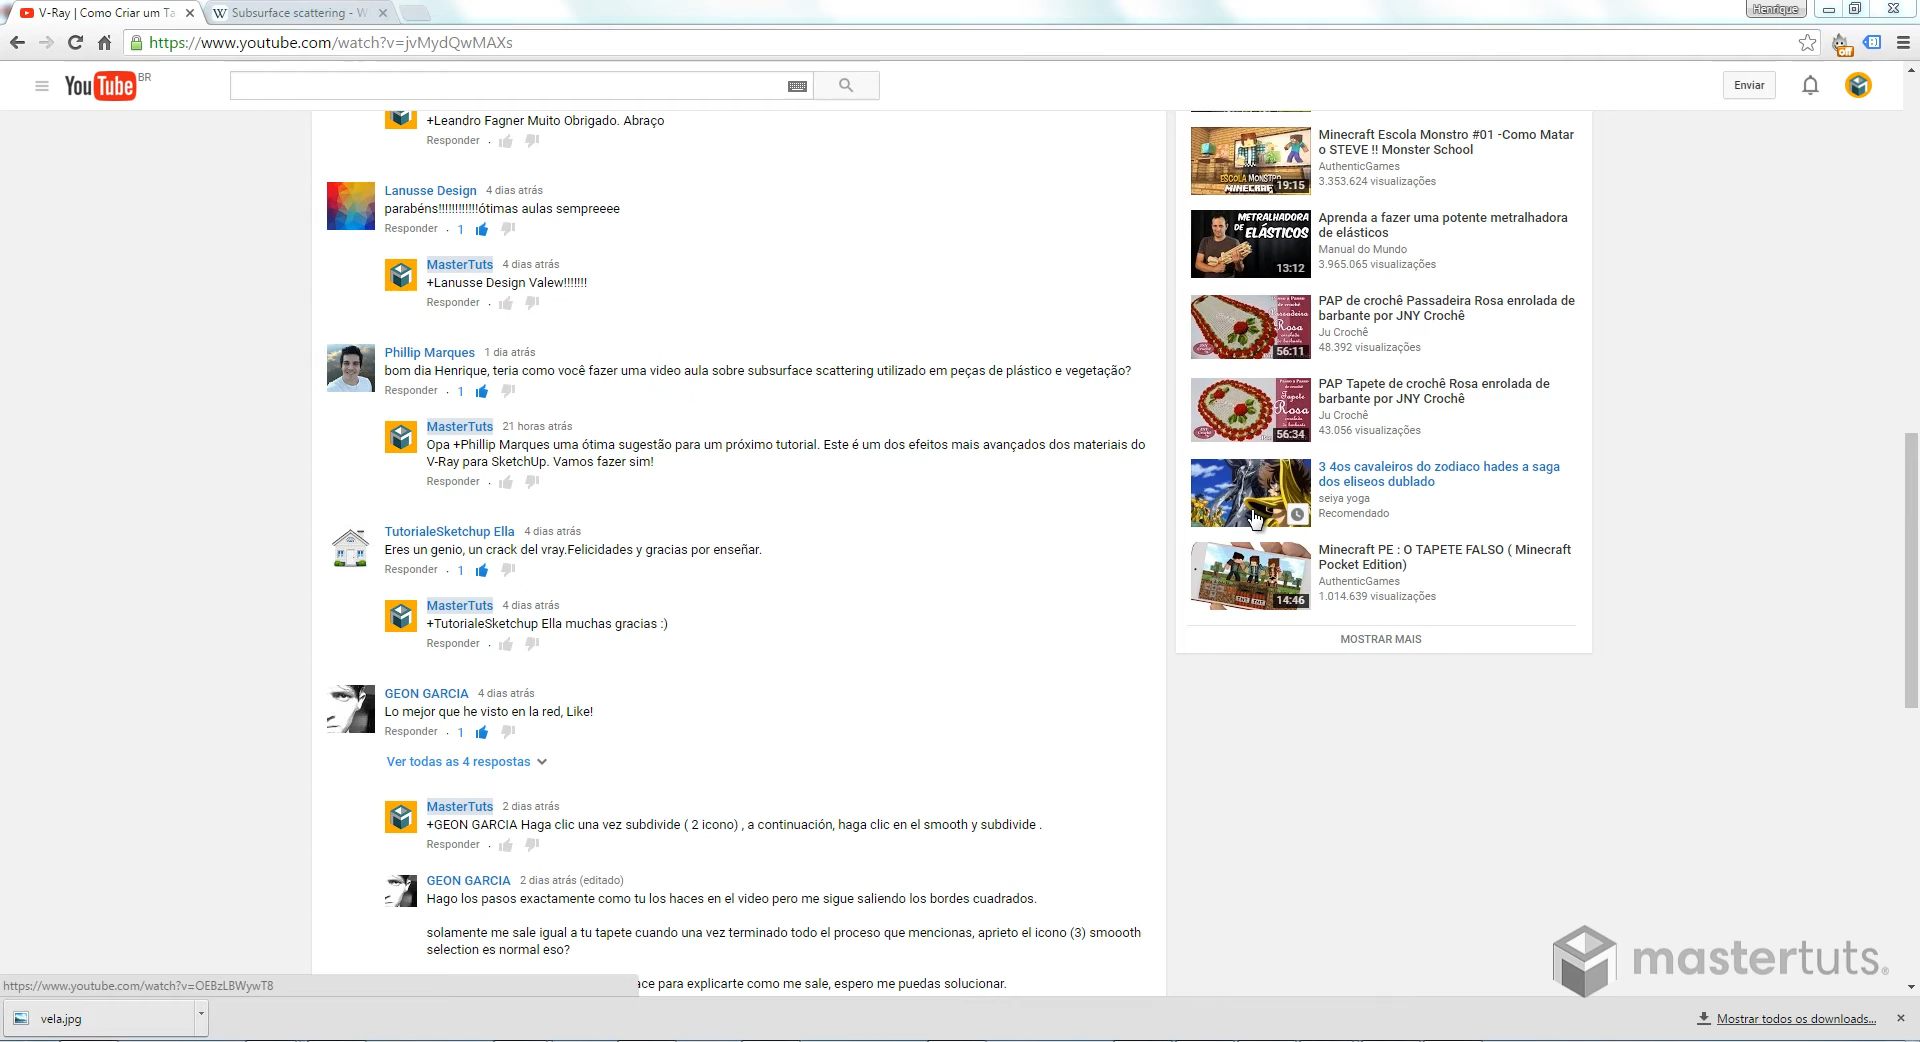 V-Ray | Como Criar um Ta
Subsurface scattering - W
Henrique
https://www.youtube.com/watch?v=jvMydQwMAXs
off
YouTube BR
Enviar
+Leandro Fagner Muito Obrigado. Abraço
Responder
Lanusse Design 4 dias atrás
parabéns!!!!!!!!!!!!ótimas aulas sempreeee
Responder · 1
MasterTuts 4 dias atrás
+Lanusse Design Valew!!!!!!!
Responder
Phillip Marques 1 dia atrás
bom dia Henrique, teria como você fazer uma video aula sobre subsurface scattering utilizado em peças de plástico e vegetação?
Responder · 1
MasterTuts 21 horas atrás
Opa +Phillip Marques uma ótima sugestão para um próximo tutorial. Este é um dos efeitos mais avançados dos materiais do
V-Ray para SketchUp. Vamos fazer sim!
Responder
TutorialeSketchup Ella 4 dias atrás
Eres un genio, un crack del vray.Felicidades y gracias por enseñar.
Responder · 1
MasterTuts 4 dias atrás
+TutorialeSketchup Ella muchas gracias :)
Responder
GEON GARCIA 4 dias atrás
Lo mejor que he visto en la red, Like!
Responder · 1
Ver todas as 4 respostas
MasterTuts 2 dias atrás
+GEON GARCIA Haga clic una vez subdivide ( 2 icono) , a continuación, haga clic en el smooth y subdivide .
Responder
GEON GARCIA 2 dias atrás (editado)
Hago los pasos exactamente como tu los haces en el video pero me sigue saliendo los bordes cuadrados.
solamente me sale igual a tu tapete cuando una vez terminado todo el proceso que mencionas, aprieto el icono (3) smoooth
selection es normal eso?
ace para explicarte como me sale, espero me puedas solucionar.
ESCOLA MONSTRO
MINECRAF
19:15
Minecraft Escola Monstro #01 -Como Matar
o STEVE !! Monster School
AuthenticGames
3.353.624 visualizações
METRALHADORA
DE ELÁSTICOS
13:12
Aprenda a fazer uma potente metralhadora
de elásticos
Manual do Mundo
3.965.065 visualizações
Passadeira
Rosa
56:11
PAP de crochê Passadeira Rosa enrolada de
barbante por JNY Crochê
Ju Crochê
48.392 visualizações
Tapete
Rosa
56:34
PAP Tapete de crochê Rosa enrolada de
barbante por JNY Crochê
Ju Crochê
43.056 visualizações
3 4os cavaleiros do zodiaco hades a saga
dos eliseos dublado
seiya yoga
Recomendado
14:46
Minecraft PE : O TAPETE FALSO ( Minecraft
Pocket Edition)
AuthenticGames
1.014.639 visualizações
MOSTRAR MAIS
mastertuts.
https://www.youtube.com/watch?v=OEBzLBWywT8
vela.jpg
Mostrar todos os downloads...